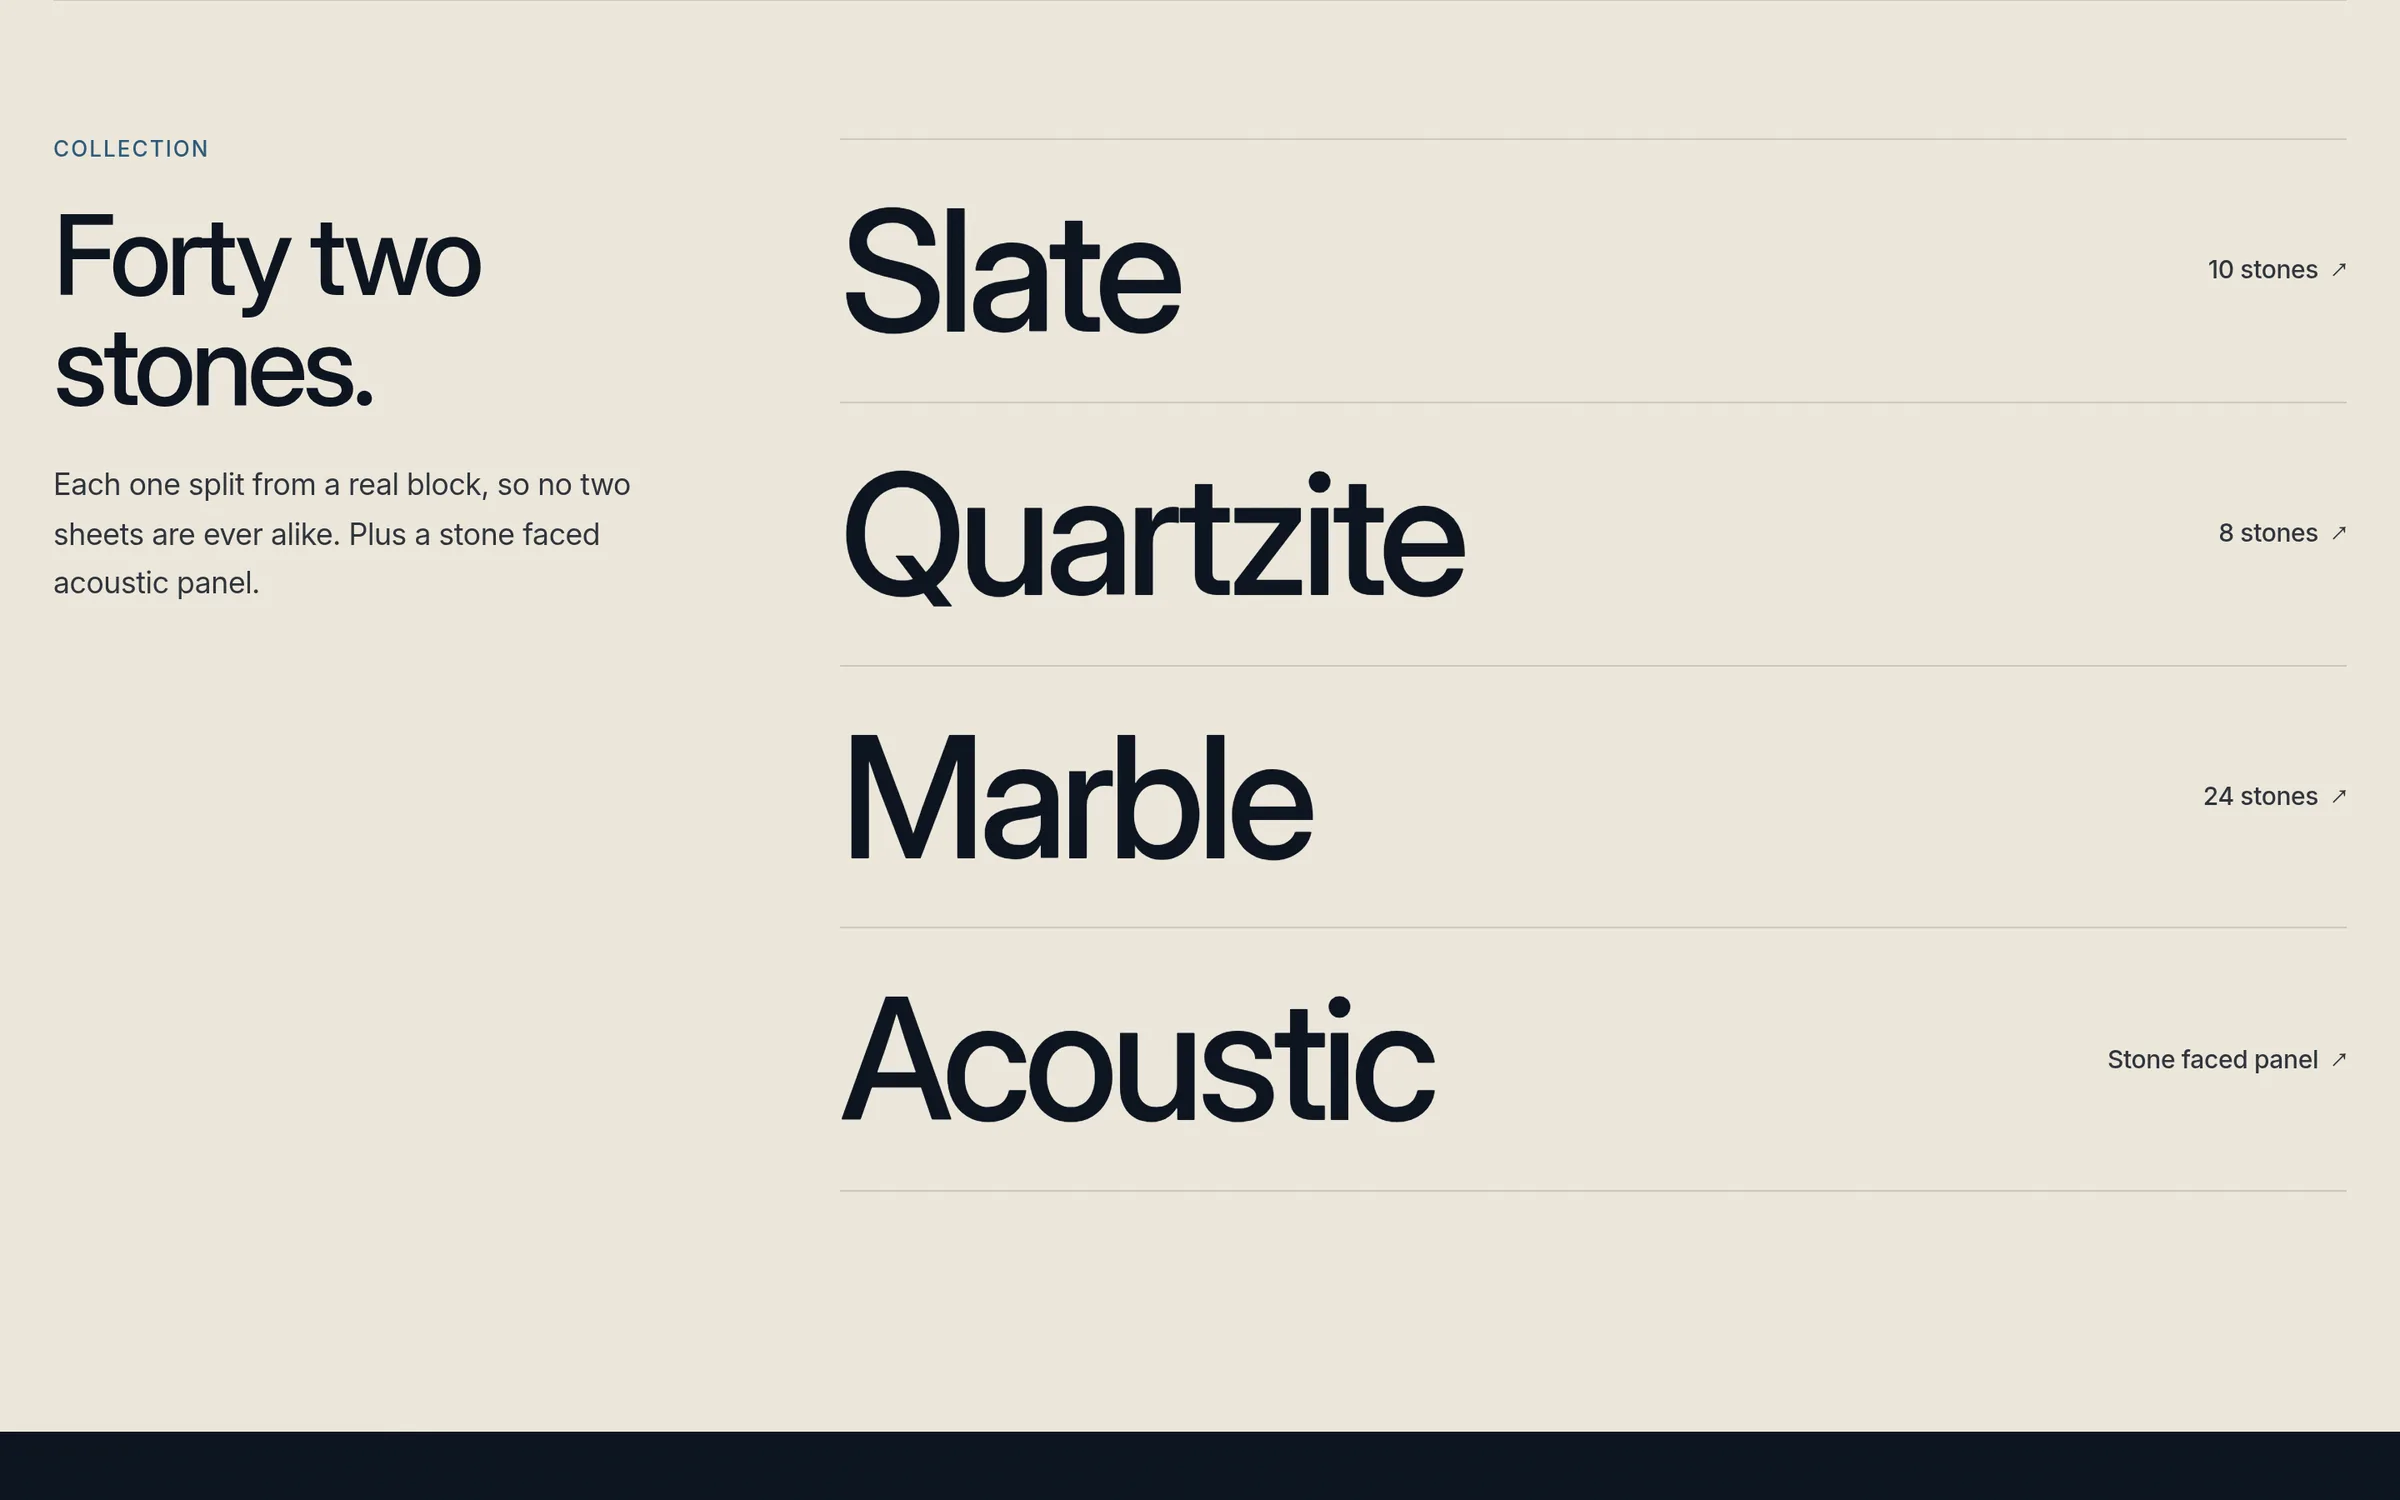 COLLECTION
Forty two
stones.
Each one split from a real block, so no two
sheets are ever alike. Plus a stone faced
acoustic panel.
Slate
10 stones ↗
Quartzite
8 stones ↗
Marble
24 stones ↗
Acoustic
Stone faced panel ↗